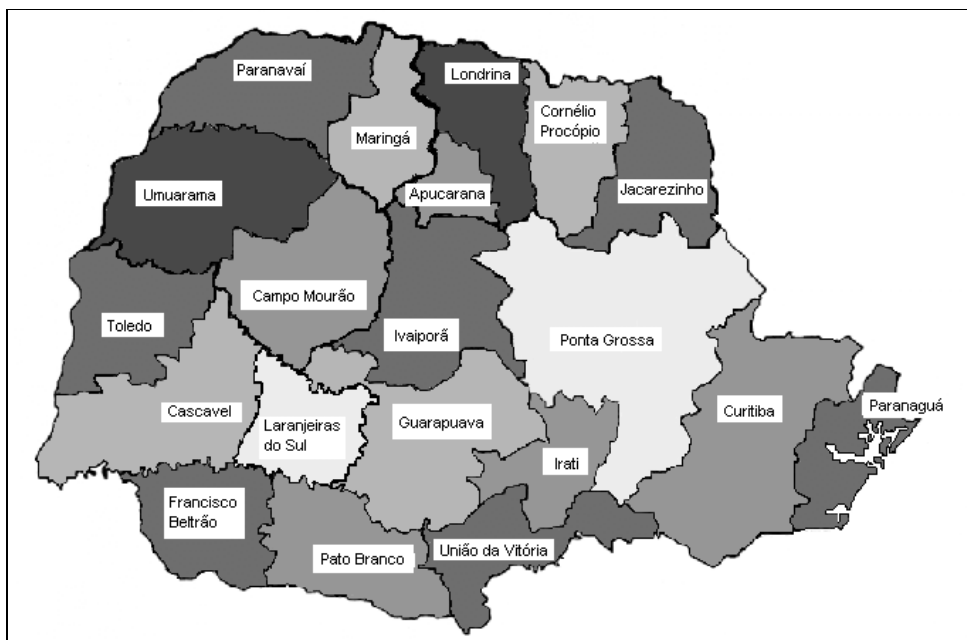 Paranavaí
Londrina
Cornélio
Procópio
Maringá
Umuarama
Apucarana
Jacarezinho
Campo Mourão
Toledo
Ivaiporã
Ponta Grossa
Cascavel
Laranjeiras
do Sul
Guarapuava
Curitiba
Paranaguá
Irati
Francisco
Beltrão
Pato Branco
União da Vitória